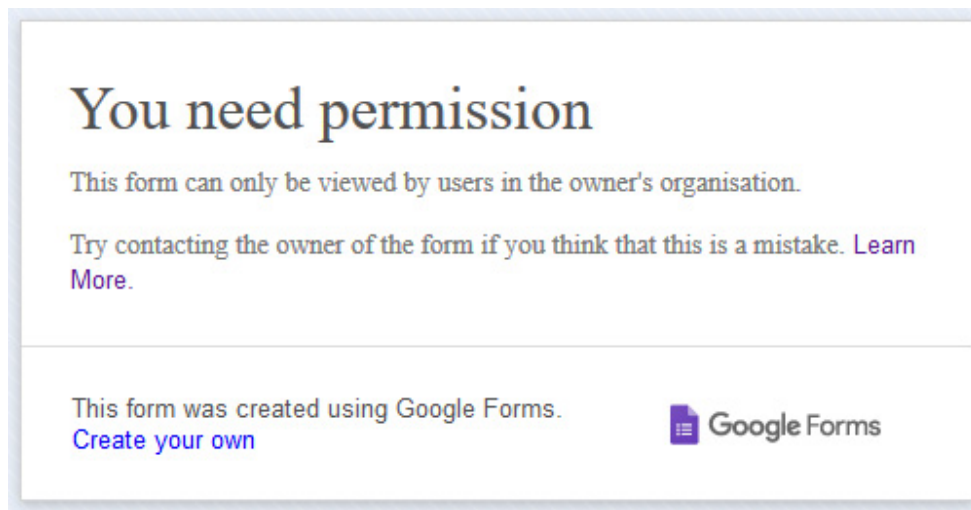 You need permission
This form can only be viewed by users in the owner's organisation.
Try contacting the owner of the form if you think that this is a mistake. Learn
More.
This form was created using Google Forms.
Create your own
Google Forms